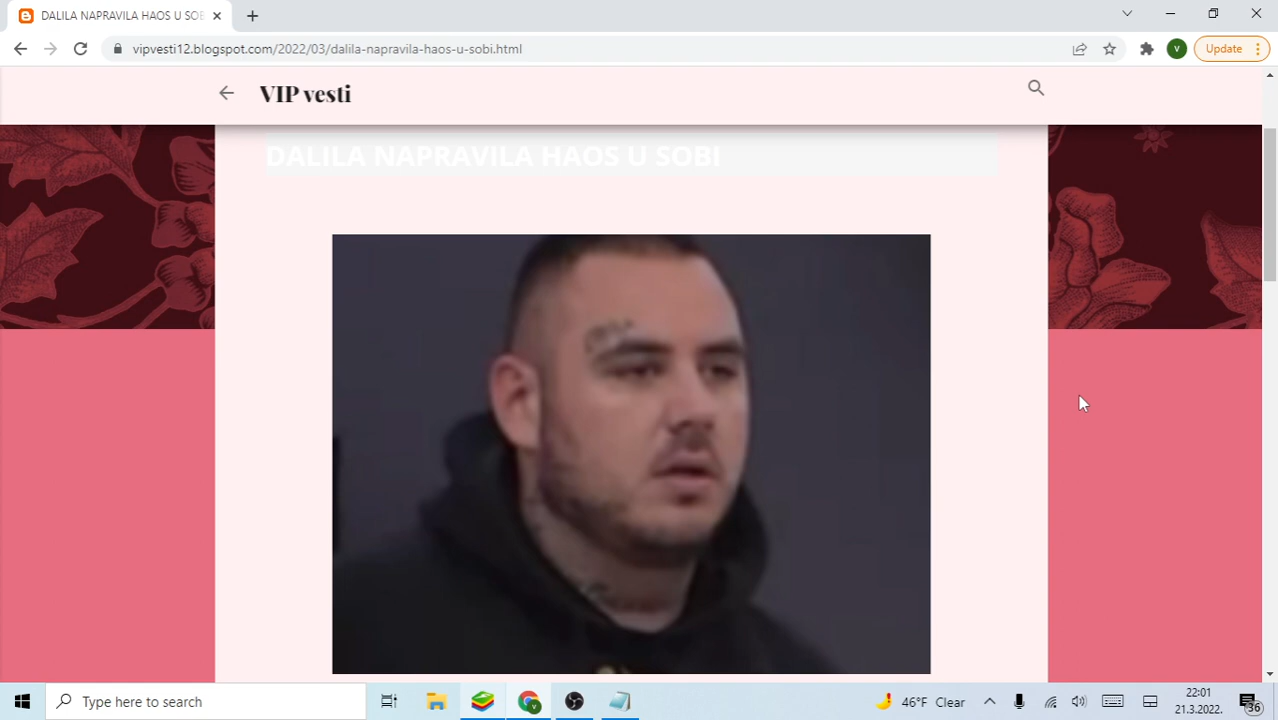 DALILA NAPRAVILA HAOS U SOB
vipvesti12.blogspot.com/2022/03/dalila-napravila-haos-u-sobi.html
V
Update
VIP vesti
DALILA NAPRAVILA HAOS U SOBI
Type here to search
46°F Clear
22:01
21.3.2022.
36